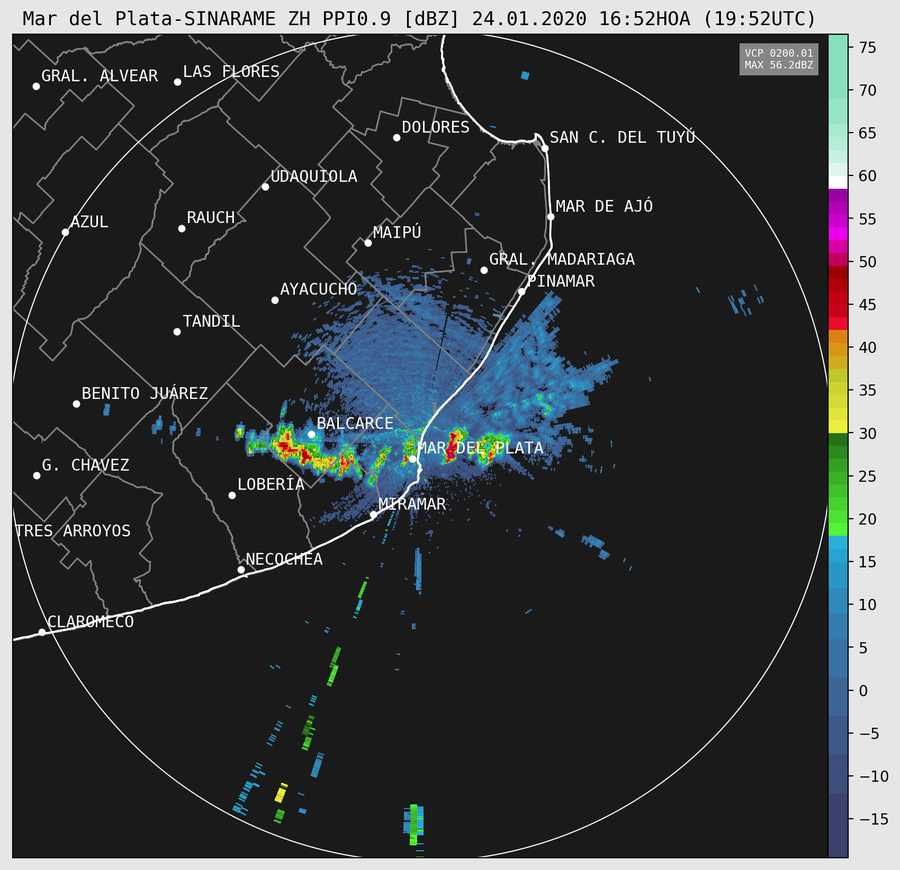 Mar del Plata-SINARAME ZH PPI0.9 [dBZ] 24.01.2020 16:52HOA (19:52UTC)
VCP 0200.01
MAX 56.2dBZ
GRAL. ALVEAR
LAS FLORES
DOLORES
SAN C. DEL TUYÚ
UDAQUIOLA
MAR DE AJÓ
AZUL
RAUCH
MAIPÚ
GRAL. MADARIAGA
PINAMAR
AYACUCHO
TANDIL
BENITO JUÁREZ
BALCARCE
MAR DEL PLATA
G. CHAVEZ
LOBERÍA
MIRAMAR
TRES ARROYOS
NECOCHEA
CLAROMECO
75
70
65
60
55
50
45
40
35
30
25
20
15
10
5
0
−5
−10
−15